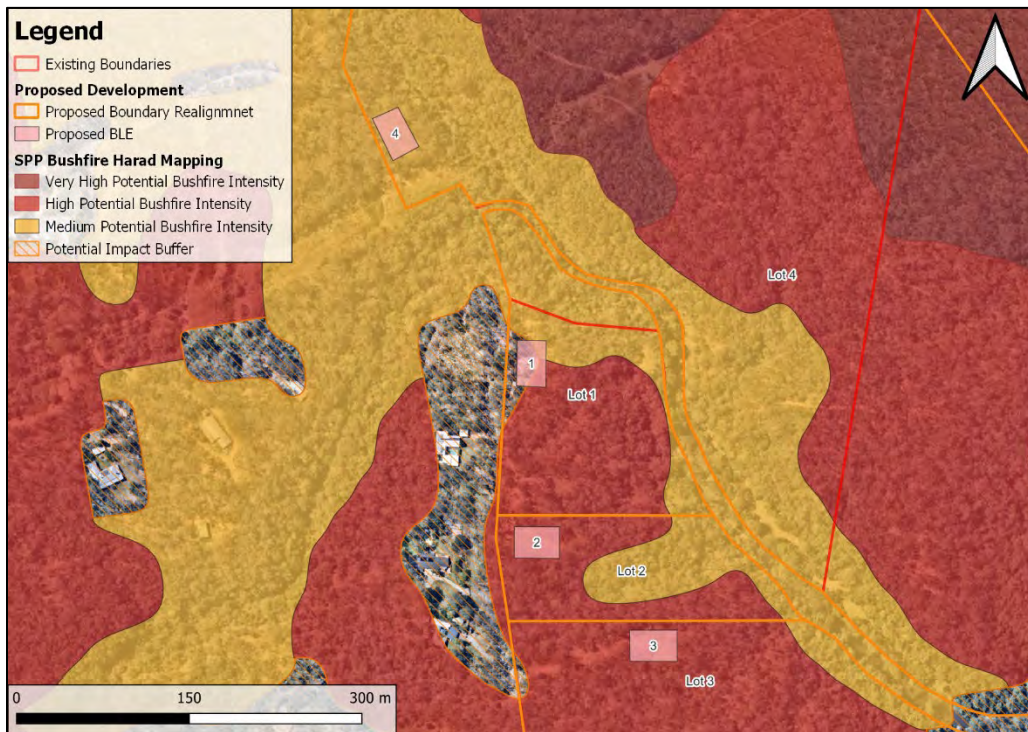 Legend
Existing Boundaries
Proposed Development
Proposed Boundary Realignmnet
Proposed BLE
SPP Bushfire Harad Mapping
Very High Potential Bushfire Intensity
High Potential Bushfire Intensity
Medium Potential Bushfire Intensity
Potential Impact Buffer
4
Lot 4
1
Lot 1
2
Lot 2
3
Lot 3
0 150 300 m